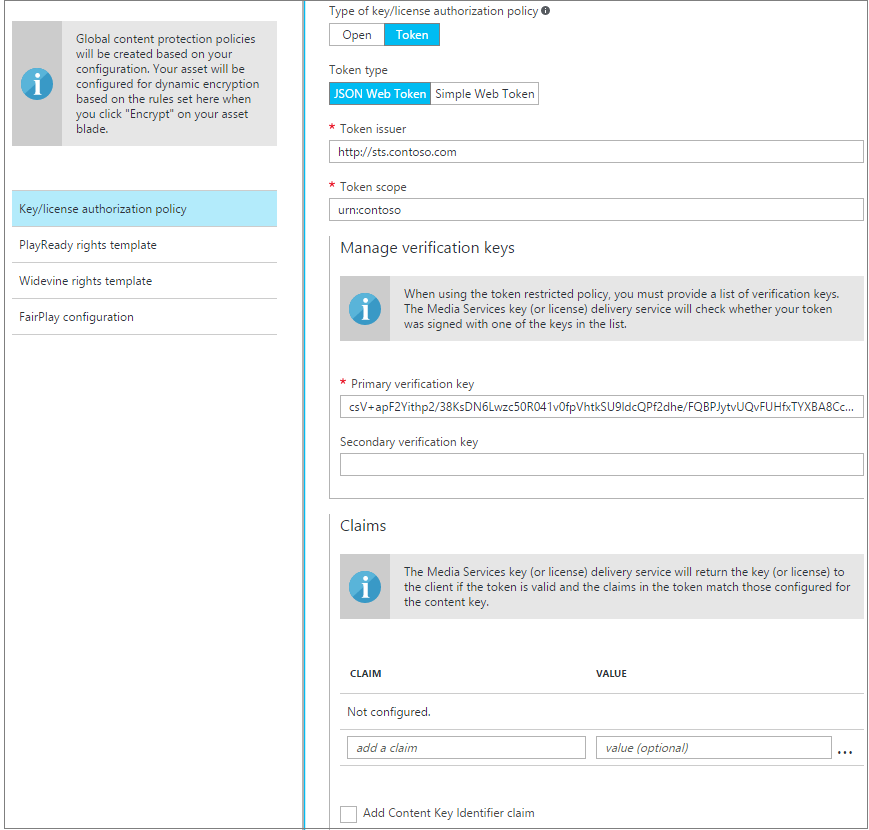 Global content protection policies
will be created based on your
configuration. Your asset will be
configured for dynamic encryption
based on the rules set here when
you click "Encrypt" on your asset
blade.
Key/license authorization policy
PlayReady rights template
Widevine rights template
FairPlay configuration
Type of key/license authorization policy
Open Token
Token type
JSON Web Token Simple Web Token
* Token issuer
http://sts.contoso.com
* Token scope
urn:contoso
Manage verification keys
When using the token restricted policy, you must provide a list of verification keys.
The Media Services key (or license) delivery service will check whether your token
was signed with one of the keys in the list.
* Primary verification key
csV+apF2Yithp2/38KsDN6Lwzc50R041v0fpVhtkSU9IdcQPf2dhe/FQBPJytvUQvFUHfxTYXBA8Cc...
Secondary verification key
Claims
The Media Services key (or license) delivery service will return the key (or license) to
the client if the token is valid and the claims in the token match those configured for
the content key.
CLAIM VALUE
Not configured.
add a claim value (optional) ...
Add Content Key Identifier claim